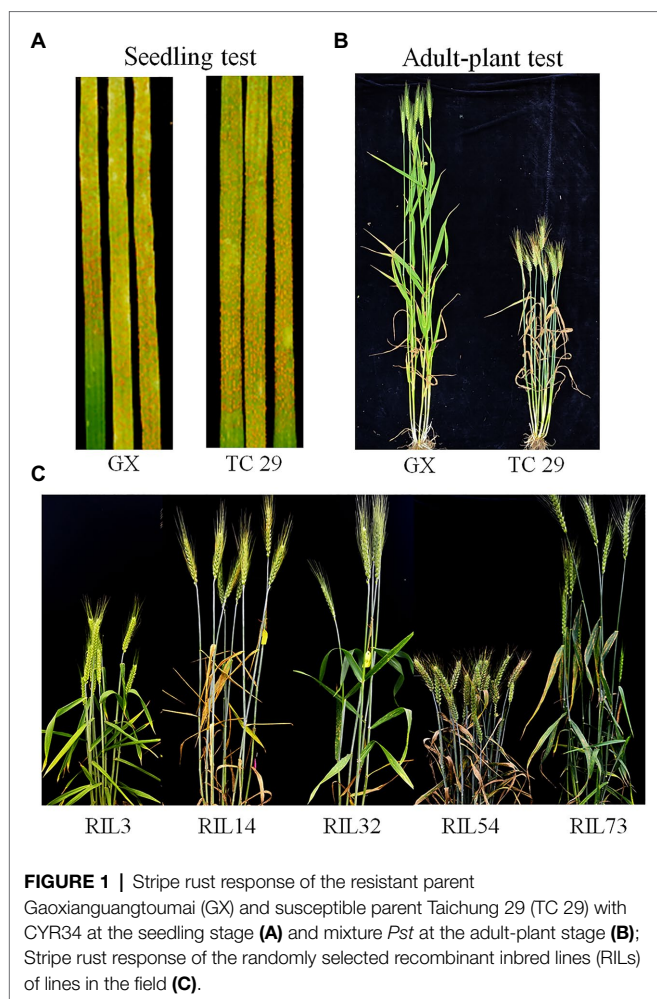 A
B
Seedling test
Adult-plant test
GX
TC 29
GX
TC 29
C
RIL3
RIL14
RIL32
RIL54
RIL73
FIGURE 1 | Stripe rust response of the resistant parent
Gaoxianguangtoumai (GX) and susceptible parent Taichung 29 (TC 29) with
CYR34 at the seedling stage (A) and mixture Pst at the adult-plant stage (B);
Stripe rust response of the randomly selected recombinant inbred lines (RILs)
of lines in the field (C).